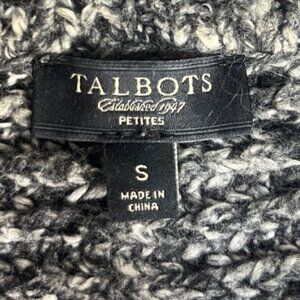 TALBOTS
Established 1947
PETITES
S
MADE IN
CHINA